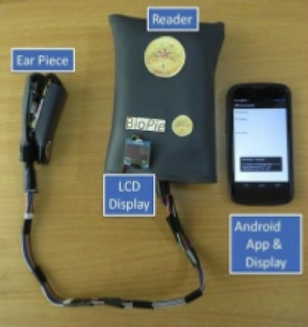 Reader
Ear Piece
BioPie
LCD
Display
Android
App &
Display